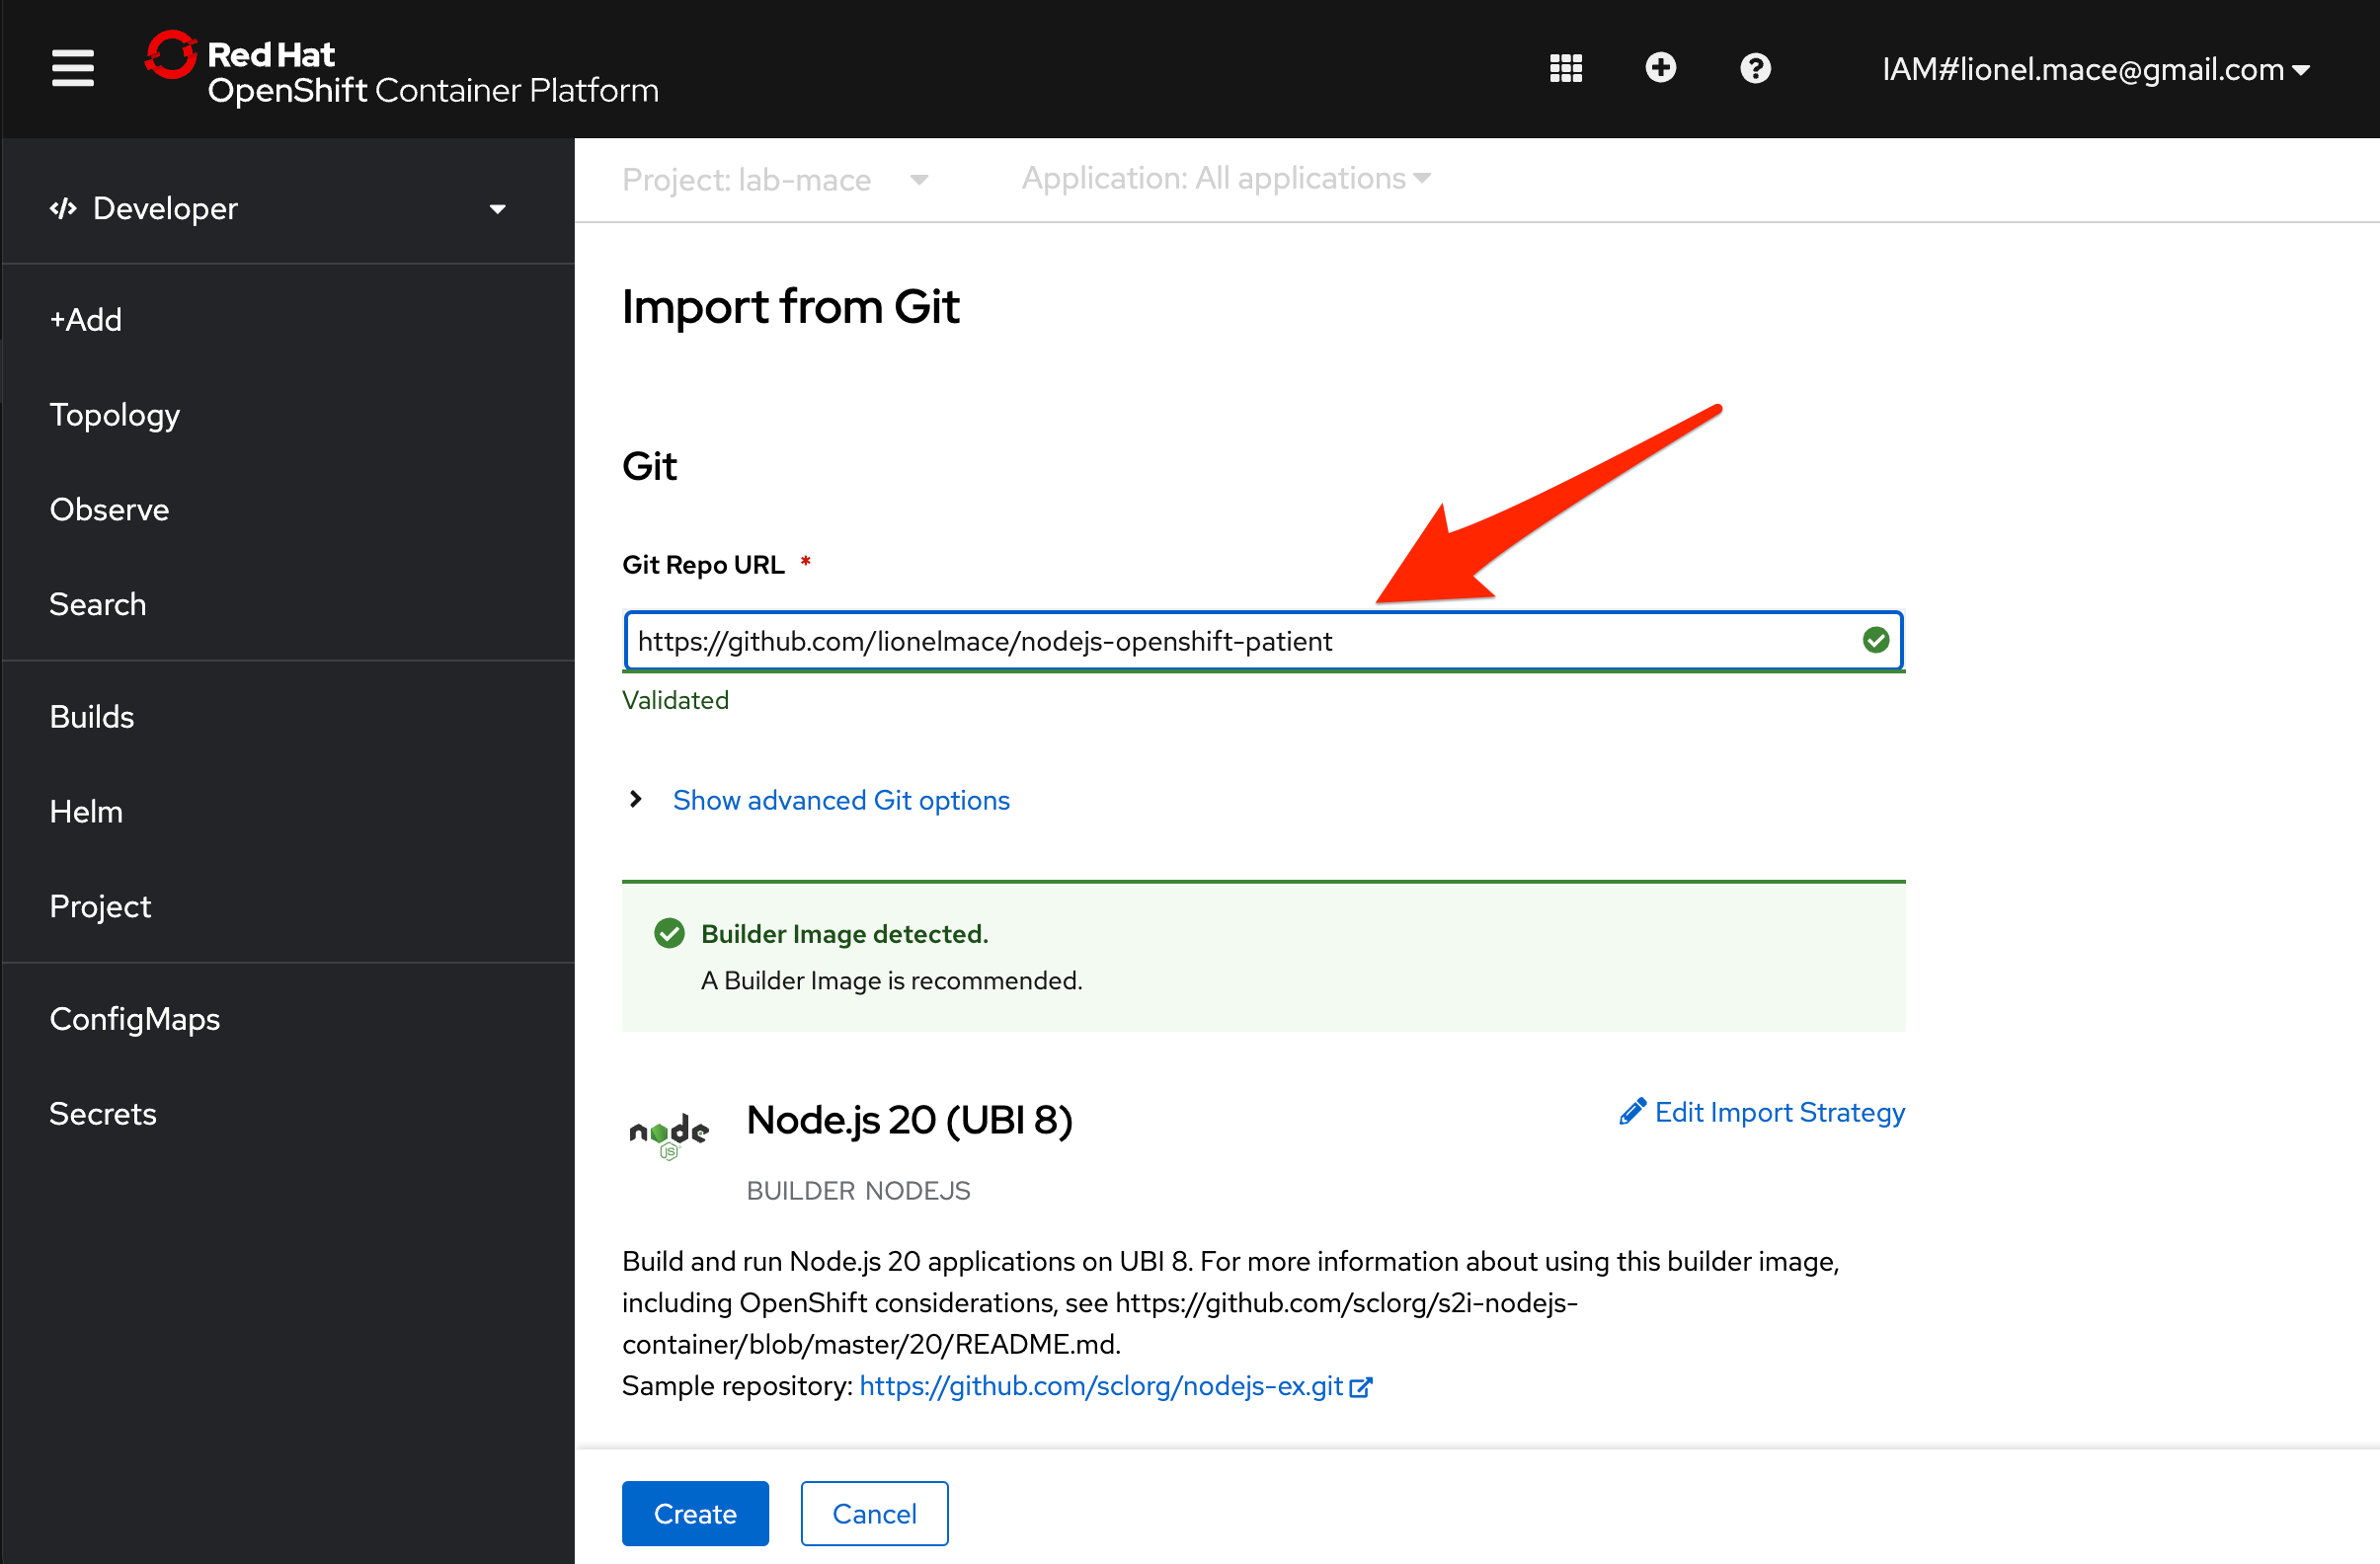 Red Hat
OpenShift Container Platform
IAM#lionel.mace@gmail.com
Developer
+Add
Topology
Observe
Search
Builds
Helm
Project
ConfigMaps
Secrets
Project: lab-mace
Application: All applications
Import from Git
Git
Git Repo URL *
https://github.com/lionelmace/nodejs-openshift-patient
Validated
Show advanced Git options
Builder Image detected.
A Builder Image is recommended.
node
JS
Node.js 20 (UBI 8)
Edit Import Strategy
BUILDER NODEJS
Build and run Node.js 20 applications on UBI 8. For more information about using this builder image,
including OpenShift considerations, see https://github.com/sclorg/s2i-nodejs-
container/blob/master/20/README.md.
Sample repository: https://github.com/sclorg/nodejs-ex.git
Create
Cancel